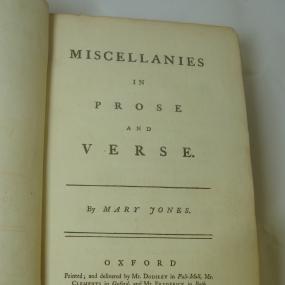 MISCELLANIES
IN
PROSE
AND
VERSE.
By MARY JONES.
OXFORD
Printed; and delivered by Mr. DODSLEY in Pall-Mall, Mr.
CLEMENTS in Oxford, and Mr. FREDERICK in Bath.